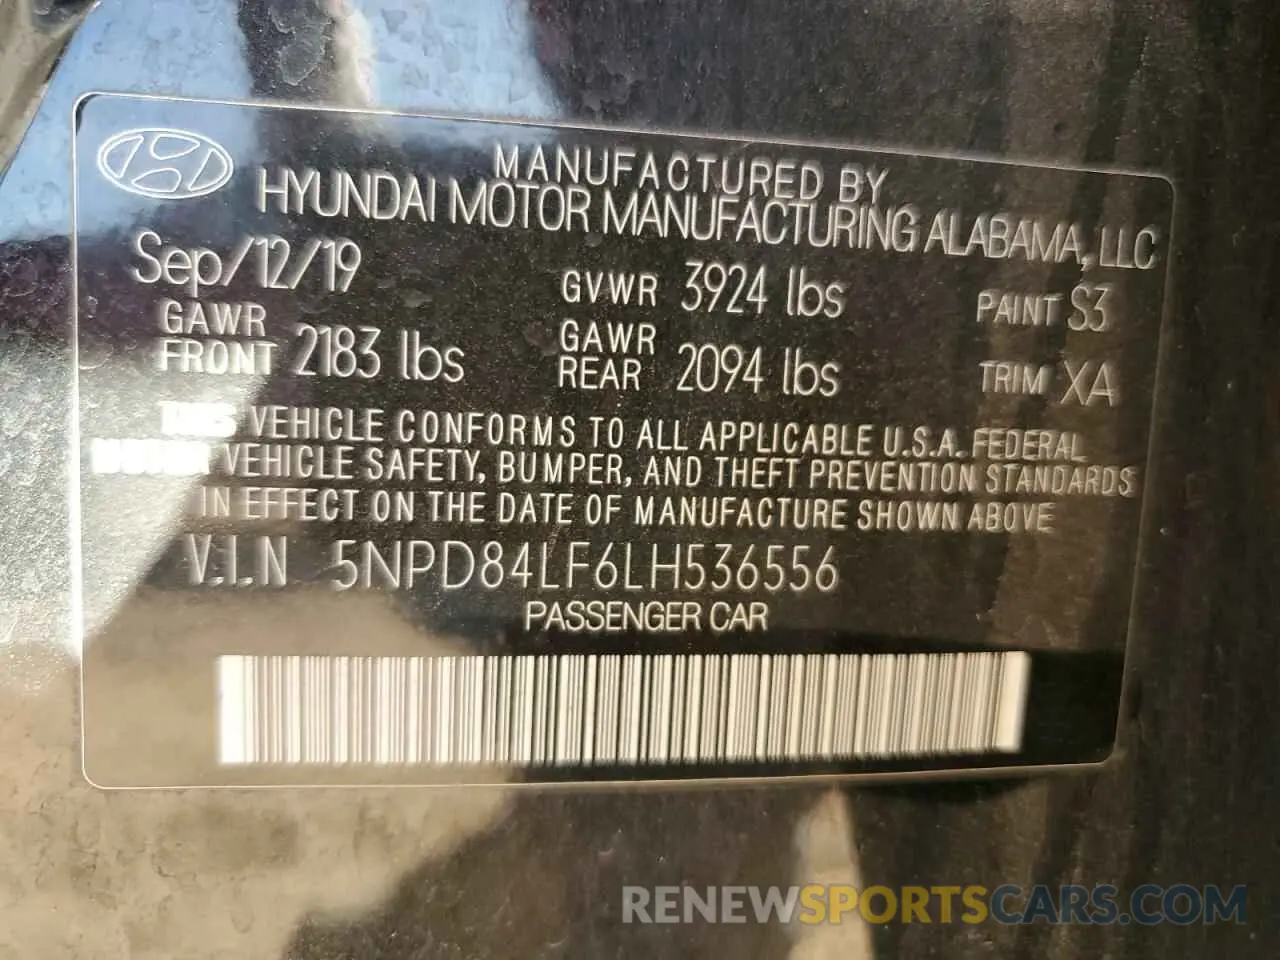 MANUFACTURED BY
HYUNDAI MOTOR MANUFACTURING ALABAMA, LLC
Sep/12/19 GVWR 3924 lbs PAINT S3
GAWR FRONT 2183 lbs GAWR REAR 2094 lbs TRIM XA
THIS VEHICLE CONFORMS TO ALL APPLICABLE U.S.A. FEDERAL
MOTOR VEHICLE SAFETY, BUMPER, AND THEFT PREVENTION STANDARDS
IN EFFECT ON THE DATE OF MANUFACTURE SHOWN ABOVE
V.I.N 5NPD84LF6LH536556
PASSENGER CAR
RENEWSPORTSCARS.COM